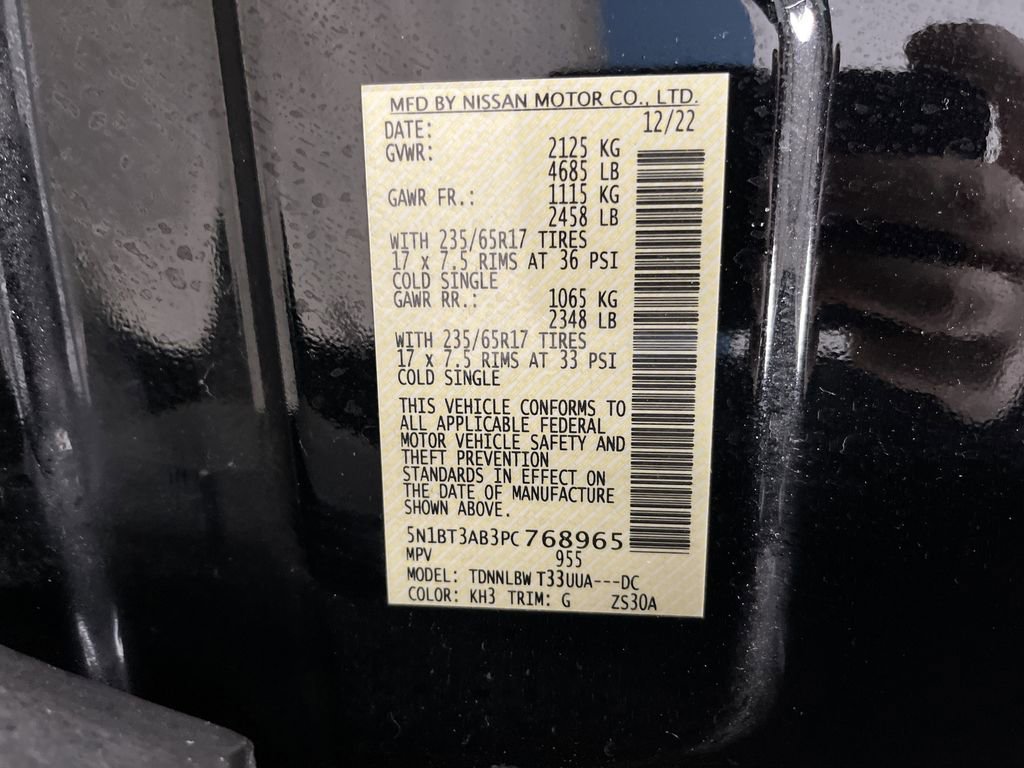 MFD BY NISSAN MOTOR CO., LTD.
DATE: 12/22
GVWR: 2125 KG
4685 LB
GAWR FR.: 1115 KG
2458 LB
WITH 235/65R17 TIRES
17 x 7.5 RIMS AT 36 PSI
COLD SINGLE
GAWR RR.: 1065 KG
2348 LB
WITH 235/65R17 TIRES
17 x 7.5 RIMS AT 33 PSI
COLD SINGLE
THIS VEHICLE CONFORMS TO
ALL APPLICABLE FEDERAL
MOTOR VEHICLE SAFETY AND
THEFT PREVENTION
STANDARDS IN EFFECT ON
THE DATE OF MANUFACTURE
SHOWN ABOVE.
5N1BT3AB3PC768965
MPV 955
MODEL: TDNNLBW T33UUA---DC
COLOR: KH3 TRIM: G ZS30A